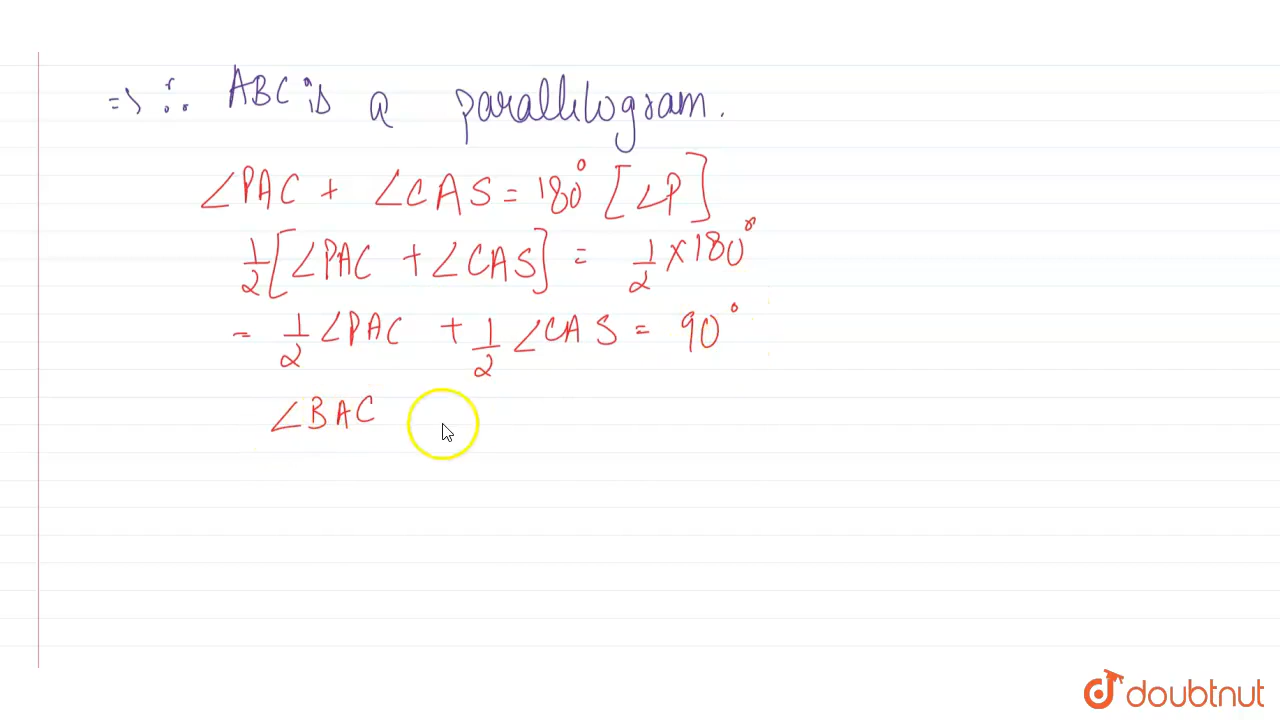 => ∴ ABC is a parallilogram.
∠PAC + ∠CAS = 180° [∠P]
1/2 [∠PAC + ∠CAS] = 1/2 × 180°
= 1/2 ∠PAC + 1/2 ∠CAS = 90°
∠BAC
doubtnut